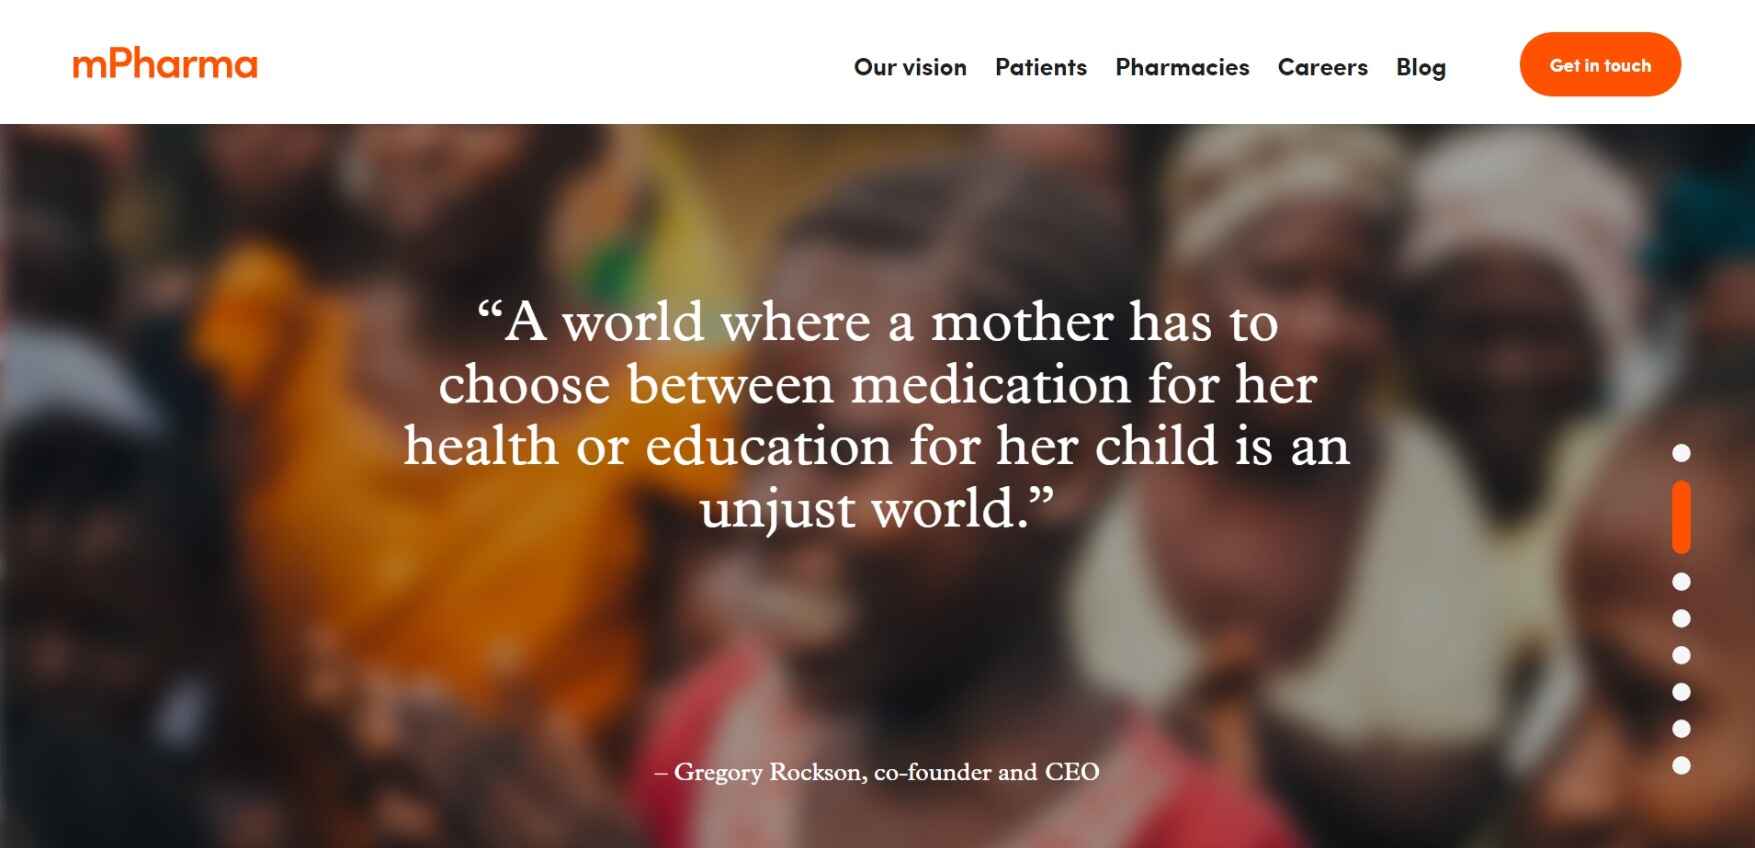 mPharma
Our vision
Patients
Pharmacies
Careers
Blog
Get in touch
“A world where a mother has to
choose between medication for her
health or education for her child is an
unjust world.”
– Gregory Rockson, co-founder and CEO